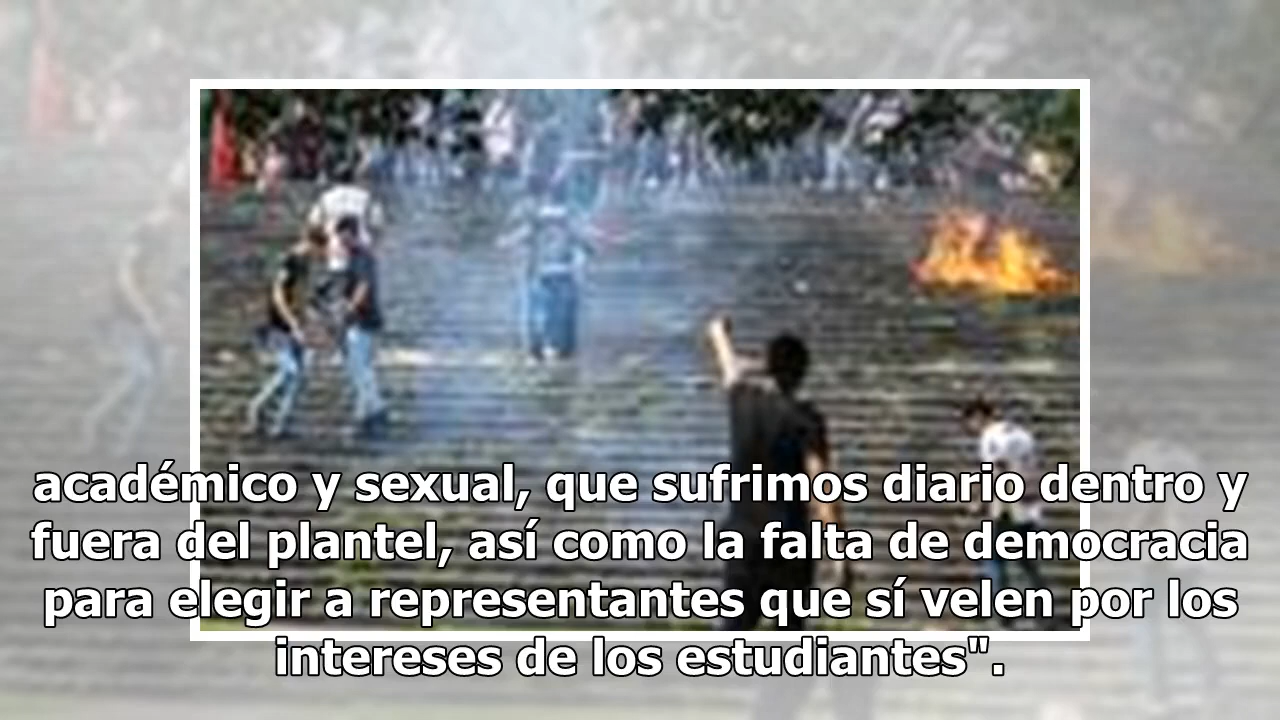 académico y sexual, que sufrimos diario dentro y
fuera del plantel, así como la falta de democracia
para elegir a representantes que sí velen por los
intereses de los estudiantes".